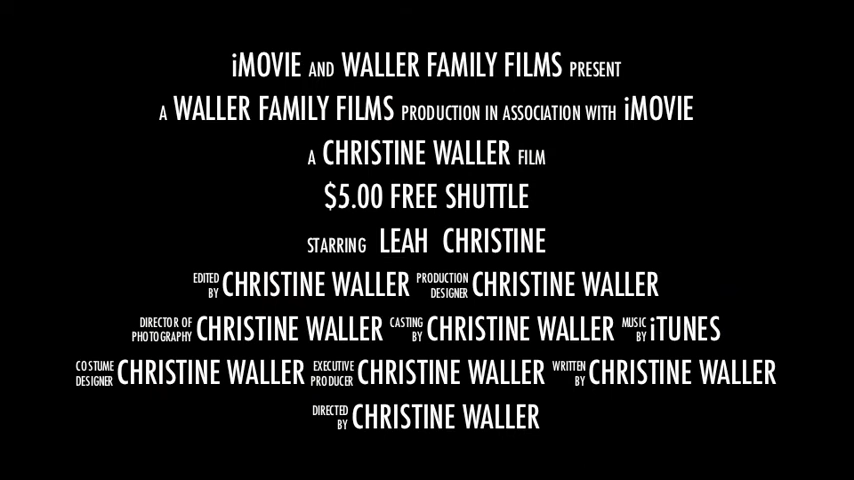 iMOVIE AND WALLER FAMILY FILMS PRESENT
A WALLER FAMILY FILMS PRODUCTION IN ASSOCIATION WITH iMOVIE
A CHRISTINE WALLER FILM
$5.00 FREE SHUTTLE
STARRING LEAH CHRISTINE
EDITED BY CHRISTINE WALLER PRODUCTION DESIGNER CHRISTINE WALLER
DIRECTOR OF PHOTOGRAPHY CHRISTINE WALLER CASTING BY CHRISTINE WALLER MUSIC BY iTUNES
COSTUME DESIGNER CHRISTINE WALLER EXECUTIVE PRODUCER CHRISTINE WALLER WRITTEN BY CHRISTINE WALLER
DIRECTED BY CHRISTINE WALLER